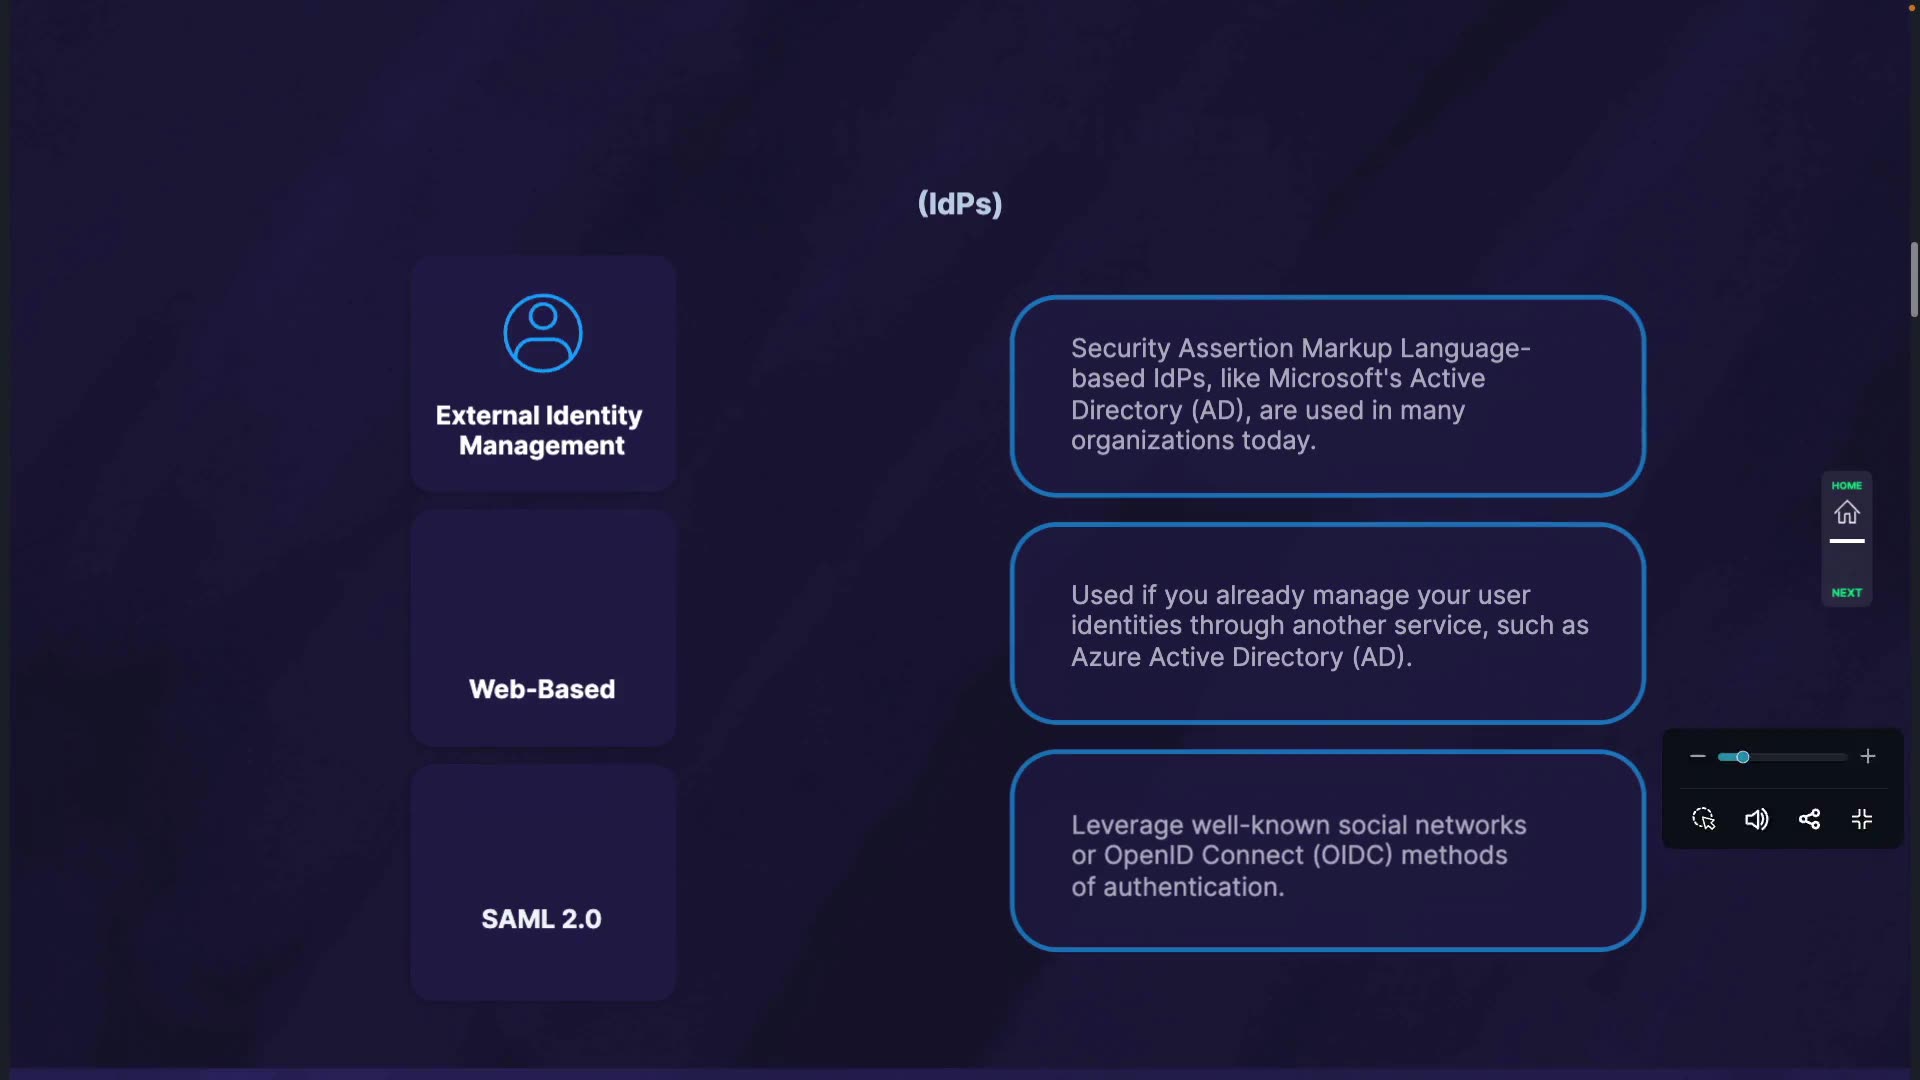 (IdPs)
External Identity
Management
Web-Based
SAML 2.0
Security Assertion Markup Language-
based IdPs, like Microsoft's Active
Directory (AD), are used in many
organizations today.
Used if you already manage your user
identities through another service, such as
Azure Active Directory (AD).
Leverage well-known social networks
or OpenID Connect (OIDC) methods
of authentication.
HOME
NEXT